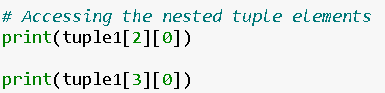 # Accessing the nested tuple elements
print(tuple1[2][0])
print(tuple1[3][0])